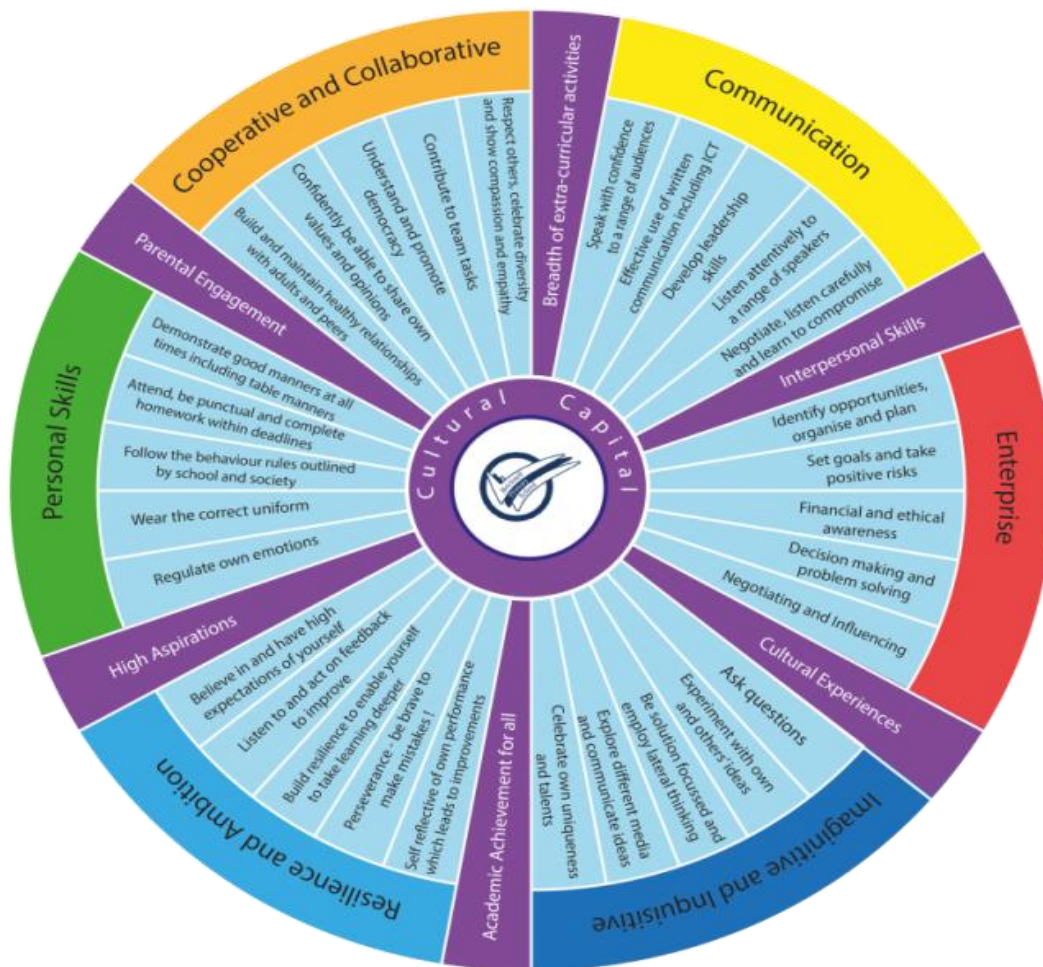 Cultural Capital
Breadth of extra-curricular activities
Communication
Speak with confidence
to a range of audiences
Effective use of written
communication including ICT
Develop leadership
skills
Listen attentively to
a range of speakers
Negotiate, listen carefully
and learn to compromise
Interpersonal Skills
Enterprise
Identify opportunities,
organise and plan
Set goals and take
positive risks
Financial and ethical
awareness
Decision making and
problem solving
Negotiating and Influencing
Cultural Experiences
Imaginitive and Inquisitive
Ask questions
Experiment with own
and others' ideas
Be solution focussed and
employ lateral thinking
Explore different media
and communicate ideas
Celebrate own uniqueness
and talents
Academic Achievement for all
Resilience and Ambition
Self reflective of own performance
which leads to improvements
Perseverance - be brave to
make mistakes !
Build resilience to enable yourself
to take learning deeper
Listen to and act on feedback
to improve
Believe in and have high
expectations of yourself
High Aspirations
Personal Skills
Regulate own emotions
Wear the correct uniform
Follow the behaviour rules outlined
by school and society
Attend, be punctual and complete
homework within deadlines
Demonstrate good manners at all
times including table manners
Parental Engagement
Cooperative and Collaborative
Build and maintain healthy relationships
with adults and peers
Confidently be able to share own
values and opinions
Understand and promote
democracy
Contribute to team tasks
Respect others, celebrate diversity
and show compassion and empathy